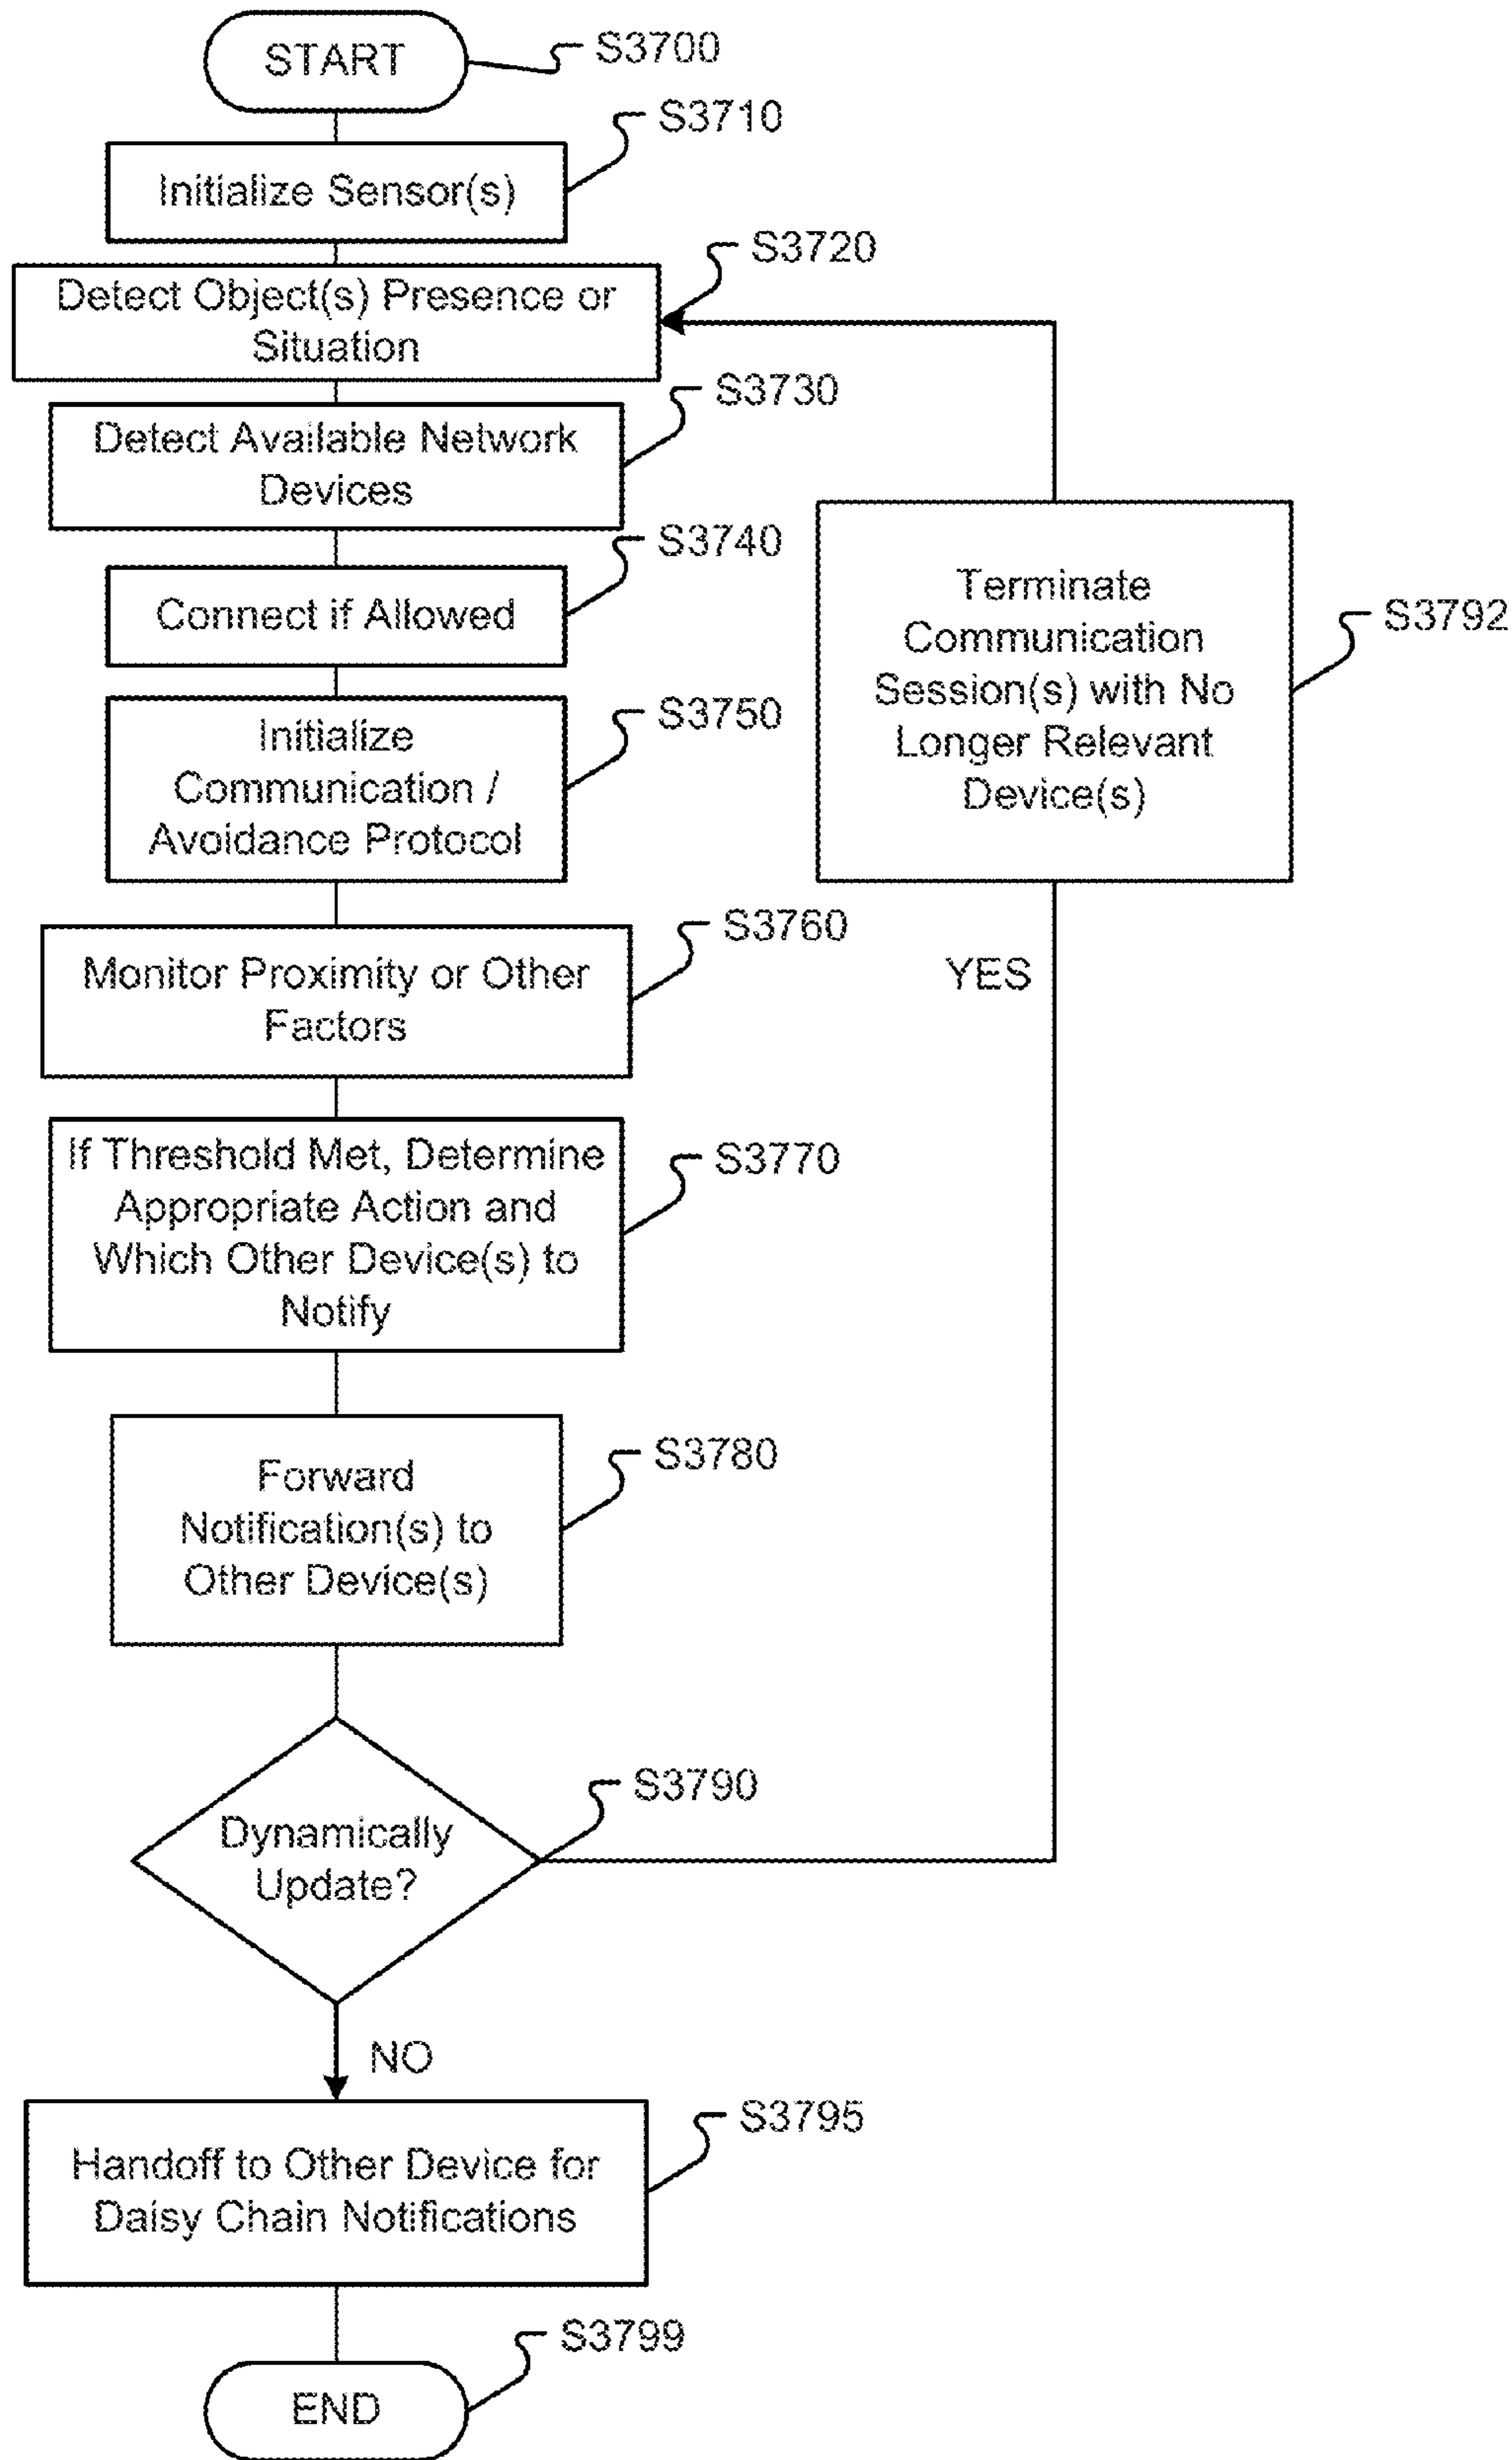 START
S3700
S3710
Initialize Sensor(s)
S3720
Detect Object(s) Presence or
Situation
S3730
Detect Available Network
Devices
S3740
Connect if Allowed
S3750
Initialize
Communication /
Avoidance Protocol
Terminate
Communication
Session(s) with No
Longer Relevant
Device(s)
S3792
S3760
Monitor Proximity or Other
Factors
YES
S3770
If Threshold Met, Determine
Appropriate Action and
Which Other Device(s) to
Notify
S3780
Forward
Notification(s) to
Other Device(s)
S3790
Dynamically
Update?
NO
S3795
Handoff to Other Device for
Daisy Chain Notifications
S3799
END